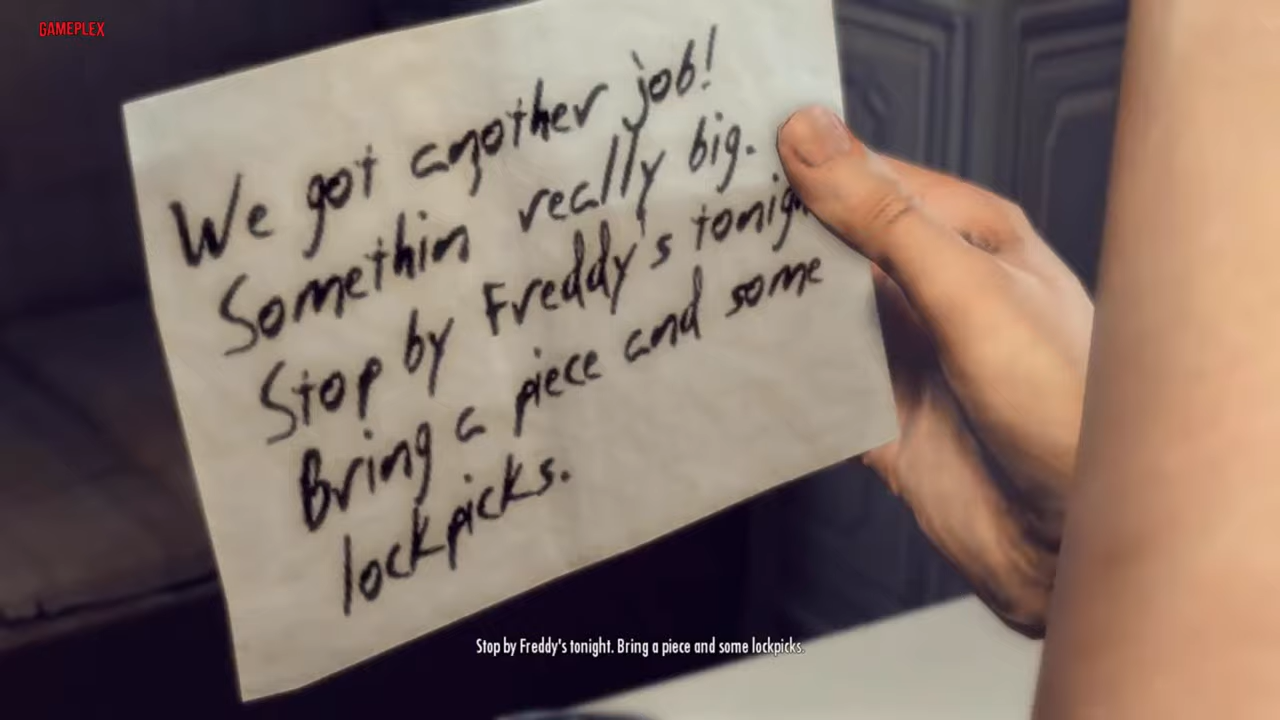 GAMEPLEX
We got another job!
Somethin really big.
Stop by Freddy's tonig
Bring a piece and some
lockpicks.
Stop by Freddy's tonight. Bring a piece and some lockpicks.